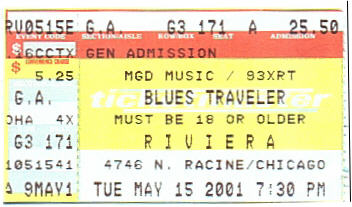 RV0515E G.A. G3 171 A 25.50
EVENT CODE SECTION/AISLE ROW/BOX SEAT ADMISSION
$ GEN ADMISSION
CONVENIENCE CHARGE
$ 5.25 MGD MUSIC / 93XRT
G.A. BLUES TRAVELER
4X MUST BE 18 OR OLDER
G3 171 RIVIERA
1051541 4746 N. RACINE/CHICAGO
A 9MAY1 TUE MAY 15 2001 7:30 PM